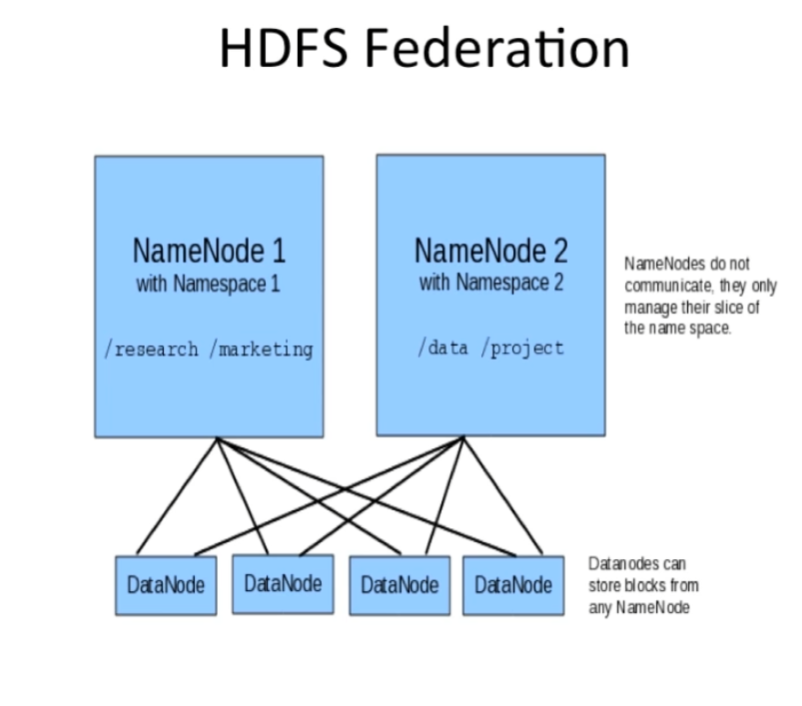 HDFS Federation
NameNode 1
with Namespace 1
/research /marketing
NameNode 2
with Namespace 2
/data /project
NameNodes do not
communicate, they only
manage their slice of
the name space.
DataNode
DataNode
DataNode
DataNode
Datanodes can
store blocks from
any NameNode